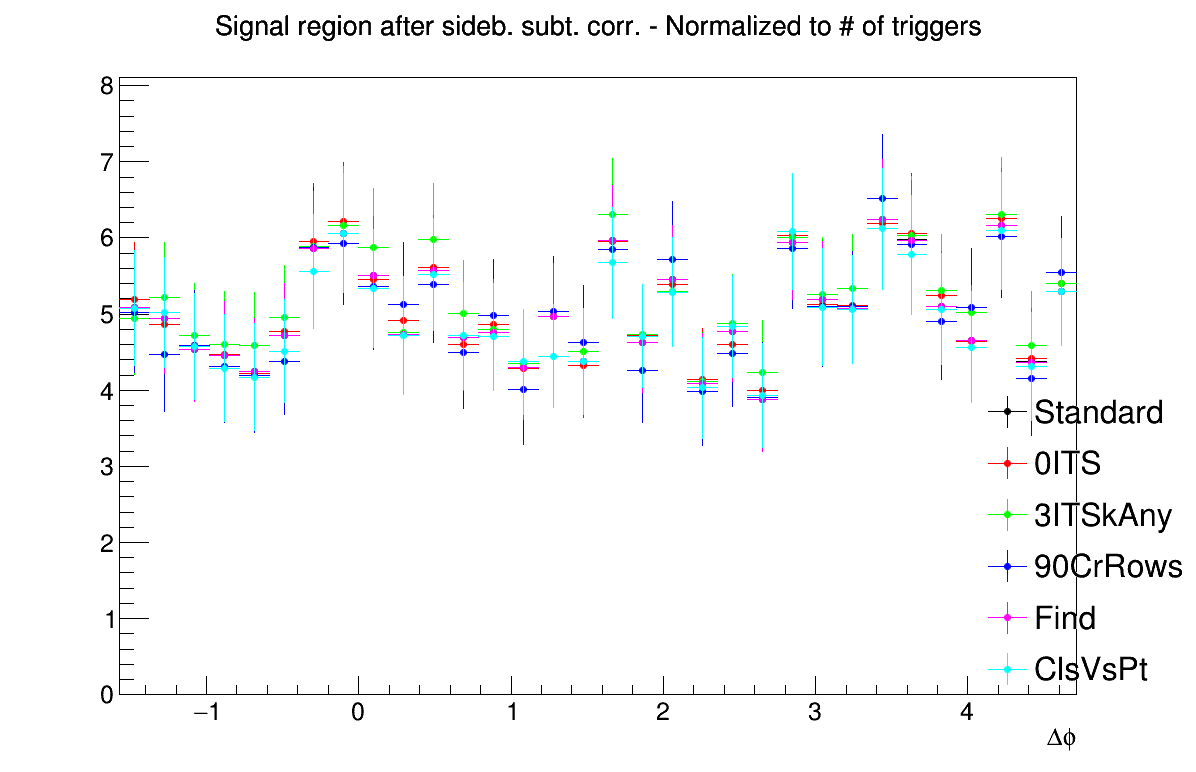 Signal region after sideb. subt. corr. - Normalized to # of triggers
8
7
6
5
4
3
2
1
0
−1 0 1 2 3 4
Δϕ
Standard
0ITS
3ITSkAny
90CrRows
Find
ClsVsPt